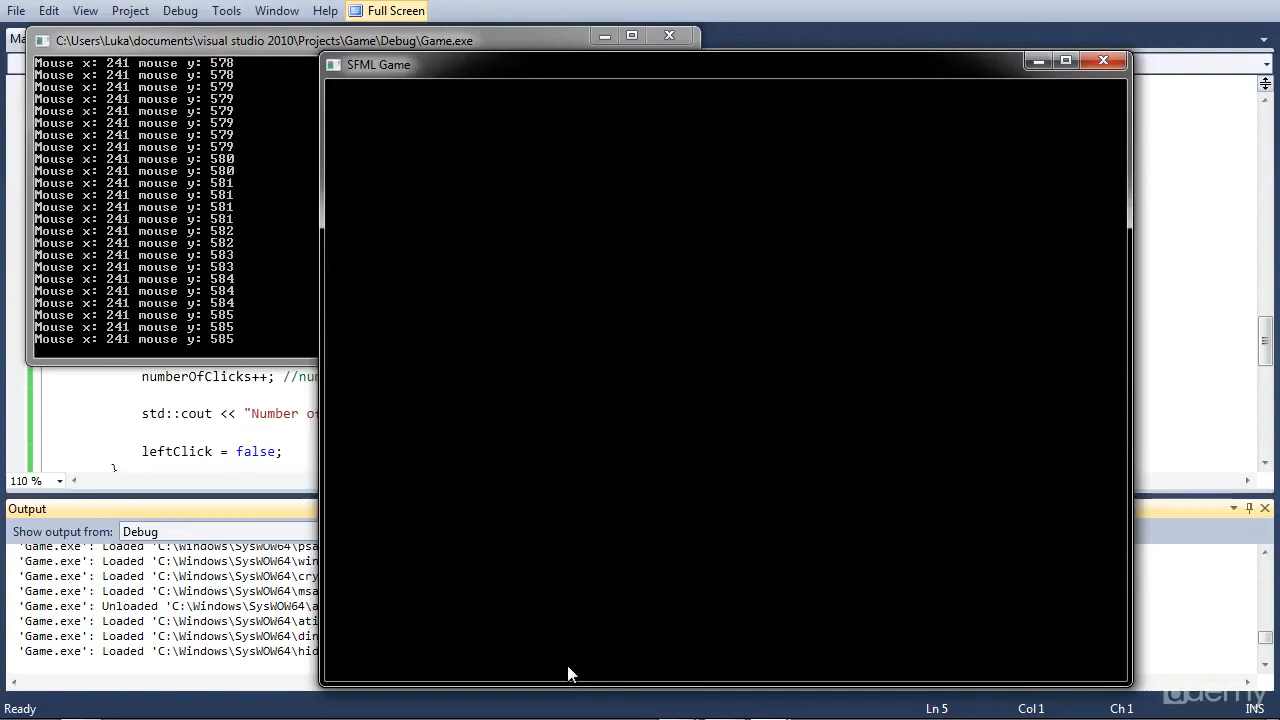 File Edit View Project Debug Tools Window Help Full Screen
C:\Users\Luka\documents\visual studio 2010\Projects\Game\Debug\Game.exe
SFML Game
Mouse x: 241 mouse y: 578
Mouse x: 241 mouse y: 578
Mouse x: 241 mouse y: 579
Mouse x: 241 mouse y: 579
Mouse x: 241 mouse y: 579
Mouse x: 241 mouse y: 579
Mouse x: 241 mouse y: 579
Mouse x: 241 mouse y: 579
Mouse x: 241 mouse y: 580
Mouse x: 241 mouse y: 580
Mouse x: 241 mouse y: 581
Mouse x: 241 mouse y: 581
Mouse x: 241 mouse y: 581
Mouse x: 241 mouse y: 581
Mouse x: 241 mouse y: 582
Mouse x: 241 mouse y: 582
Mouse x: 241 mouse y: 583
Mouse x: 241 mouse y: 583
Mouse x: 241 mouse y: 584
Mouse x: 241 mouse y: 584
Mouse x: 241 mouse y: 584
Mouse x: 241 mouse y: 585
Mouse x: 241 mouse y: 585
Mouse x: 241 mouse y: 585
numberOfClicks++; //nu
std::cout << "Number o
leftClick = false;
}
110 %
Output
Show output from: Debug
'Game.exe': Loaded 'C:\Windows\SysWOW64\psa
'Game.exe': Loaded 'C:\Windows\SysWOW64\win
'Game.exe': Loaded 'C:\Windows\SysWOW64\cry
'Game.exe': Loaded 'C:\Windows\SysWOW64\msa
'Game.exe': Unloaded 'C:\Windows\SysWOW64\a
'Game.exe': Loaded 'C:\Windows\SysWOW64\ati
'Game.exe': Loaded 'C:\Windows\SysWOW64\din
'Game.exe': Loaded 'C:\Windows\SysWOW64\hid
Ready Ln 5 Col 1 Ch 1 INS
udemy